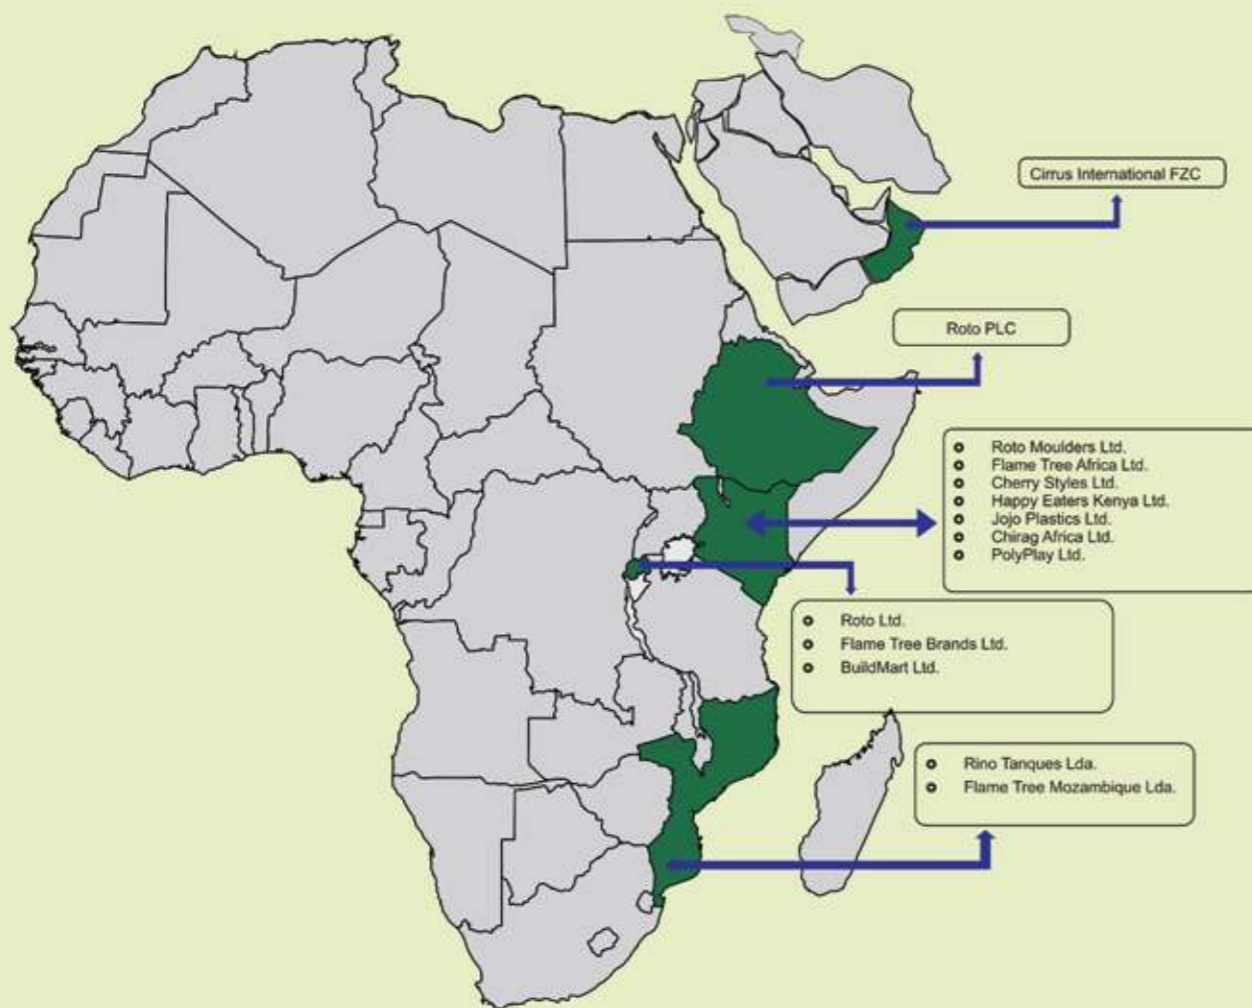 Cirrus International FZC
Roto PLC
Roto Moulders Ltd.
Flame Tree Africa Ltd.
Cherry Styles Ltd.
Happy Eaters Kenya Ltd.
Jojo Plastics Ltd.
Chirag Africa Ltd.
PolyPlay Ltd.
Roto Ltd.
Flame Tree Brands Ltd.
BuildMart Ltd.
Rino Tanques Lda.
Flame Tree Mozambique Lda.